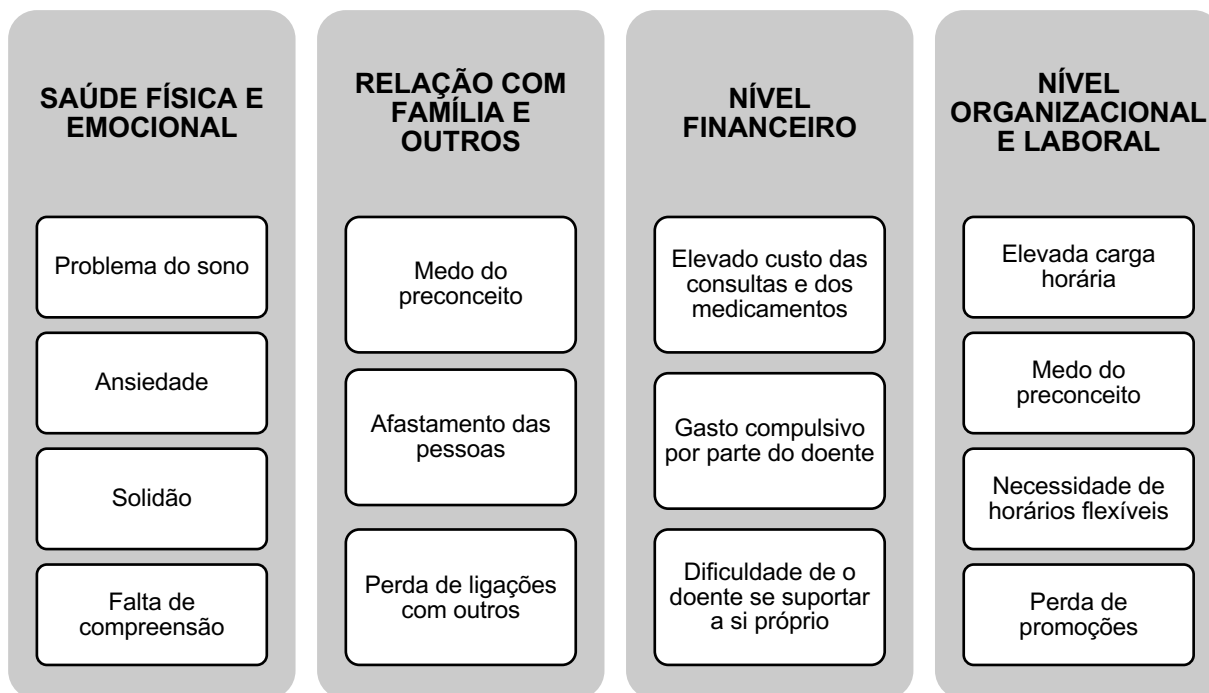 SAÚDE FÍSICA E
EMOCIONAL
Problema do sono
Ansiedade
Solidão
Falta de
compreensão
RELAÇÃO COM
FAMÍLIA E
OUTROS
Medo do
preconceito
Afastamento das
pessoas
Perda de ligações
com outros
NÍVEL
FINANCEIRO
Elevado custo das
consultas e dos
medicamentos
Gasto compulsivo
por parte do doente
Dificuldade de o
doente se suportar
a si próprio
NÍVEL
ORGANIZACIONAL
E LABORAL
Elevada carga
horária
Medo do
preconceito
Necessidade de
horários flexíveis
Perda de
promoções